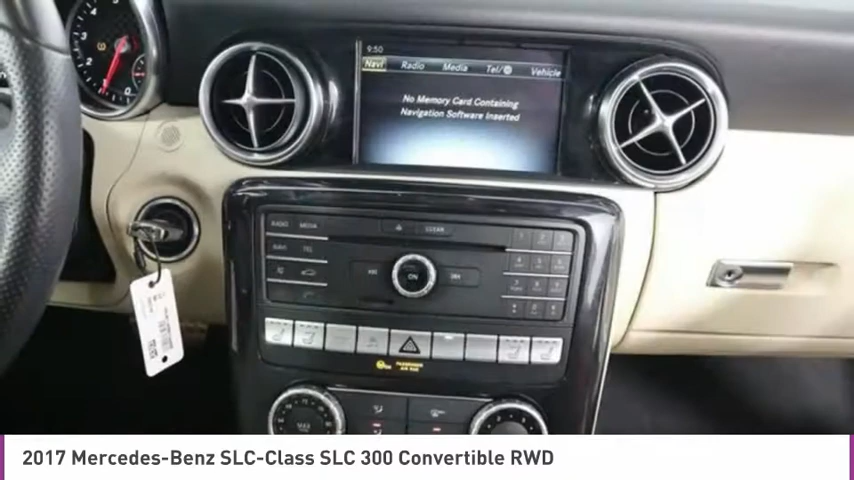 9:50
Navi Radio Media Tel/ Vehicle
No Memory Card Containing
Navigation Software Inserted
RADIO MEDIA
CLEAR
NAVI TEL
ON
PASSENGER
AIR BAG
2017 Mercedes-Benz SLC-Class SLC 300 Convertible RWD